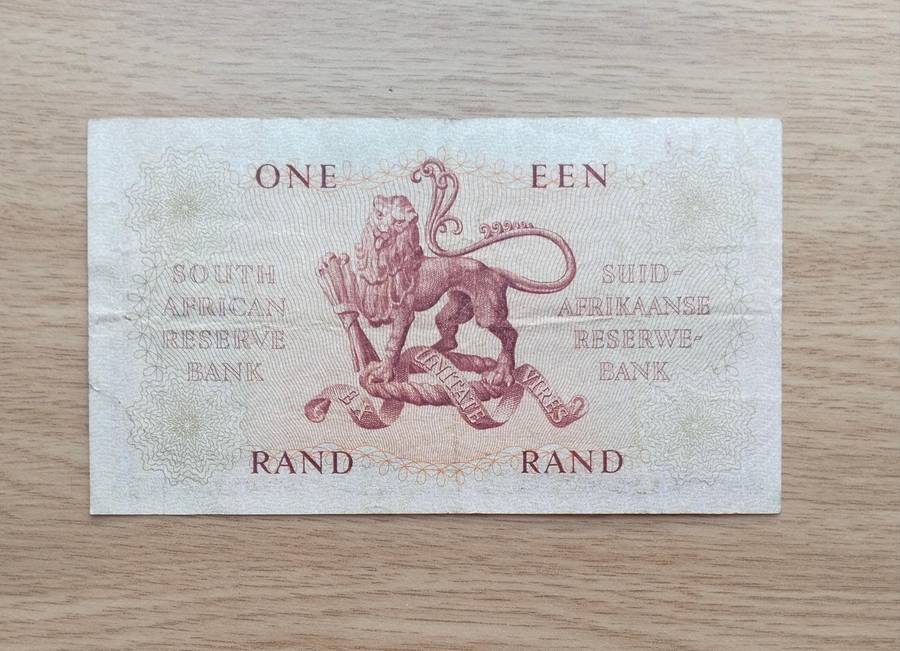 ONE EEN
SOUTH
AFRICAN
RESERVE
BANK
SUID-
AFRIKAANSE
RESERWE-
BANK
EX UNITATE VIRES
RAND RAND